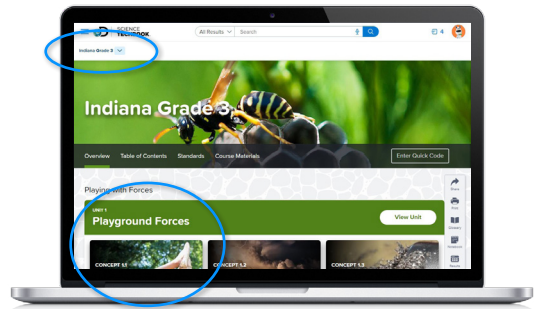 SCIENCE
TECHBOOK
All Results
Search
4
Indiana Grade 3
Indiana Grade 3
Overview Table of Contents Standards Course Materials
Enter Quick Code
Playing with Forces
Share
Print
UNIT 1
Playground Forces
View Unit
Glossary
CONCEPT 1.1 CONCEPT 1.2 CONCEPT 1.3